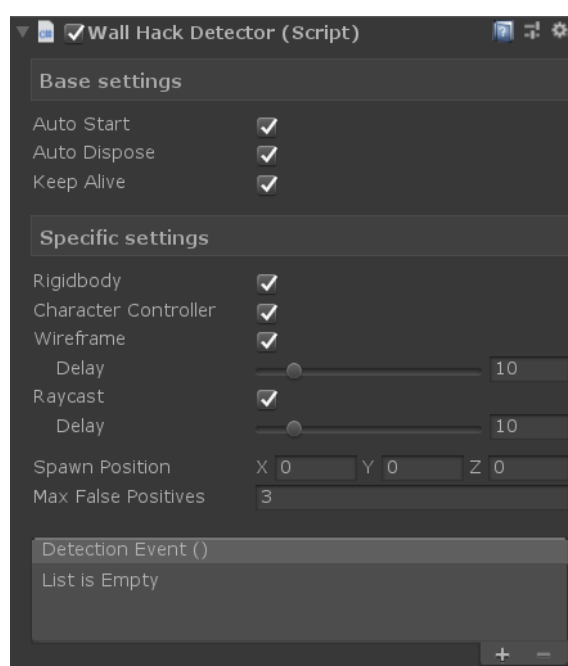 Wall Hack Detector (Script)
Base settings
Auto Start
Auto Dispose
Keep Alive
Specific settings
Rigidbody
Character Controller
Wireframe
Delay 10
Raycast
Delay 10
Spawn Position X 0 Y 0 Z 0
Max False Positives 3
Detection Event ()
List is Empty